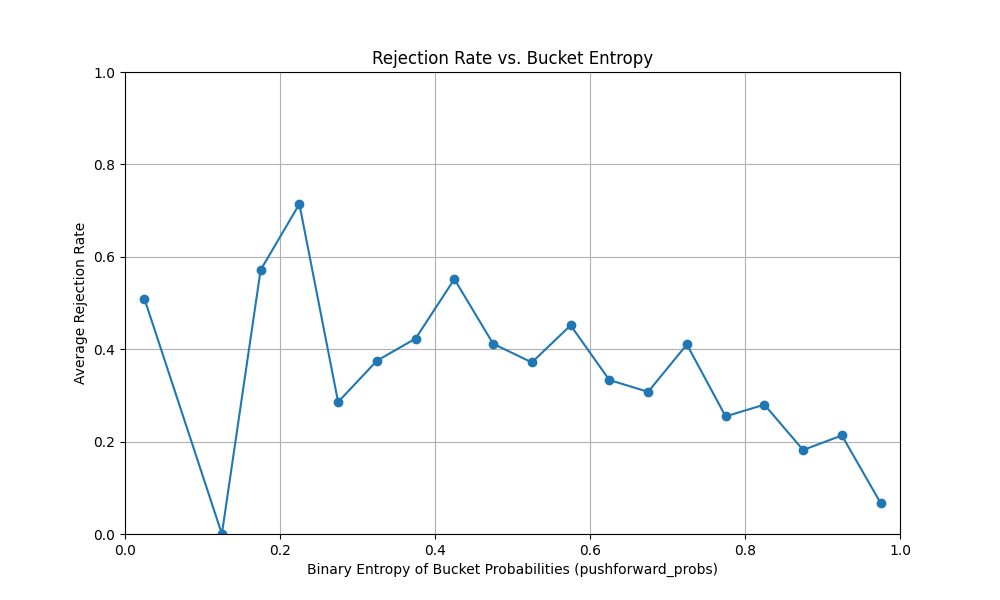 Rejection Rate vs. Bucket Entropy
1.0
0.8
0.6
0.4
0.2
0.0
Average Rejection Rate
0.0 0.2 0.4 0.6 0.8 1.0
Binary Entropy of Bucket Probabilities (pushforward_probs)